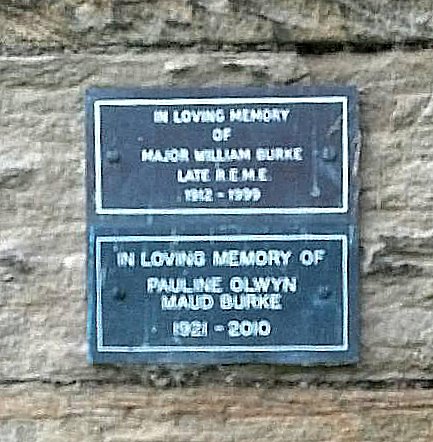 IN LOVING MEMORY
OF
MAJOR WILLIAM BURKE
LATE R.E.M.E.
1912 - 1999
IN LOVING MEMORY OF
PAULINE OLWYN
MAUD BURKE
1921 - 2010